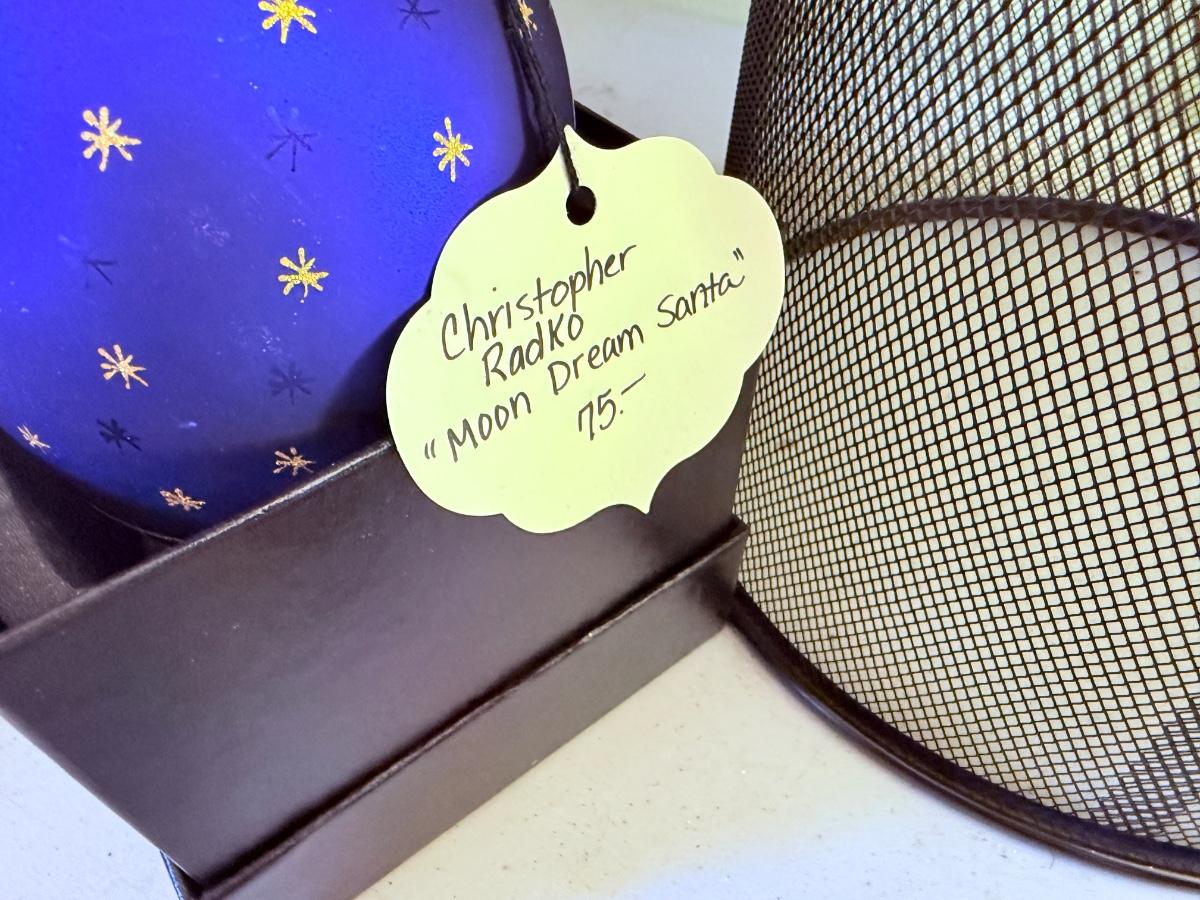 Christopher
Radko
"Moon Dream Santa"
75.-